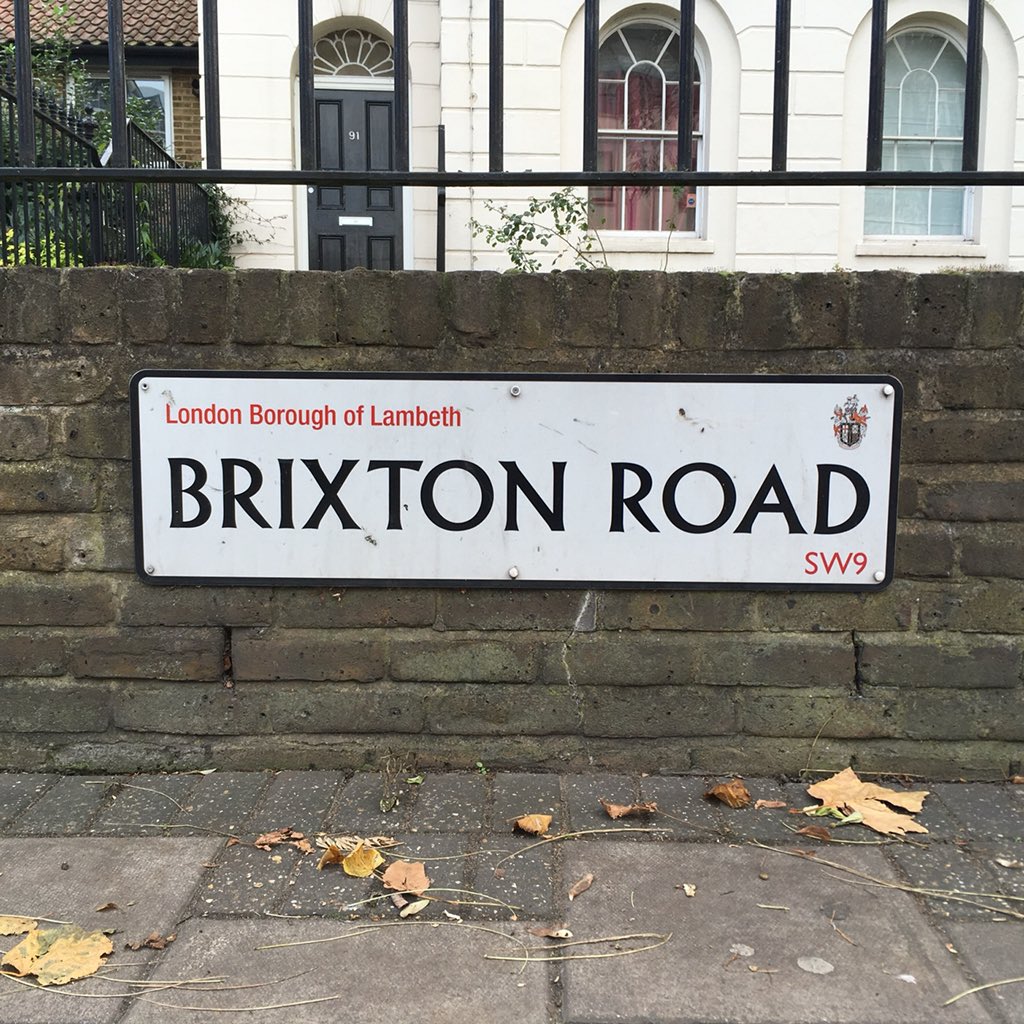 91
London Borough of Lambeth
BRIXTON ROAD
SW9